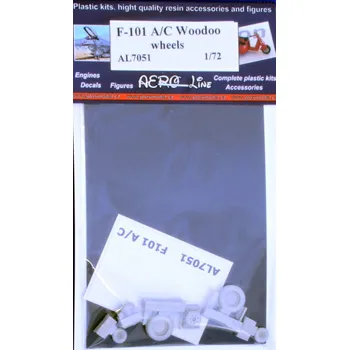 Plastic kits, hight quality resin accessories and figures
F-101 A/C Woodoo
wheels
AL7051 1/72
Engines
Decals Figures
AERO LINE
Complete plastic kits
Accessories
AL7051 F101 A/C